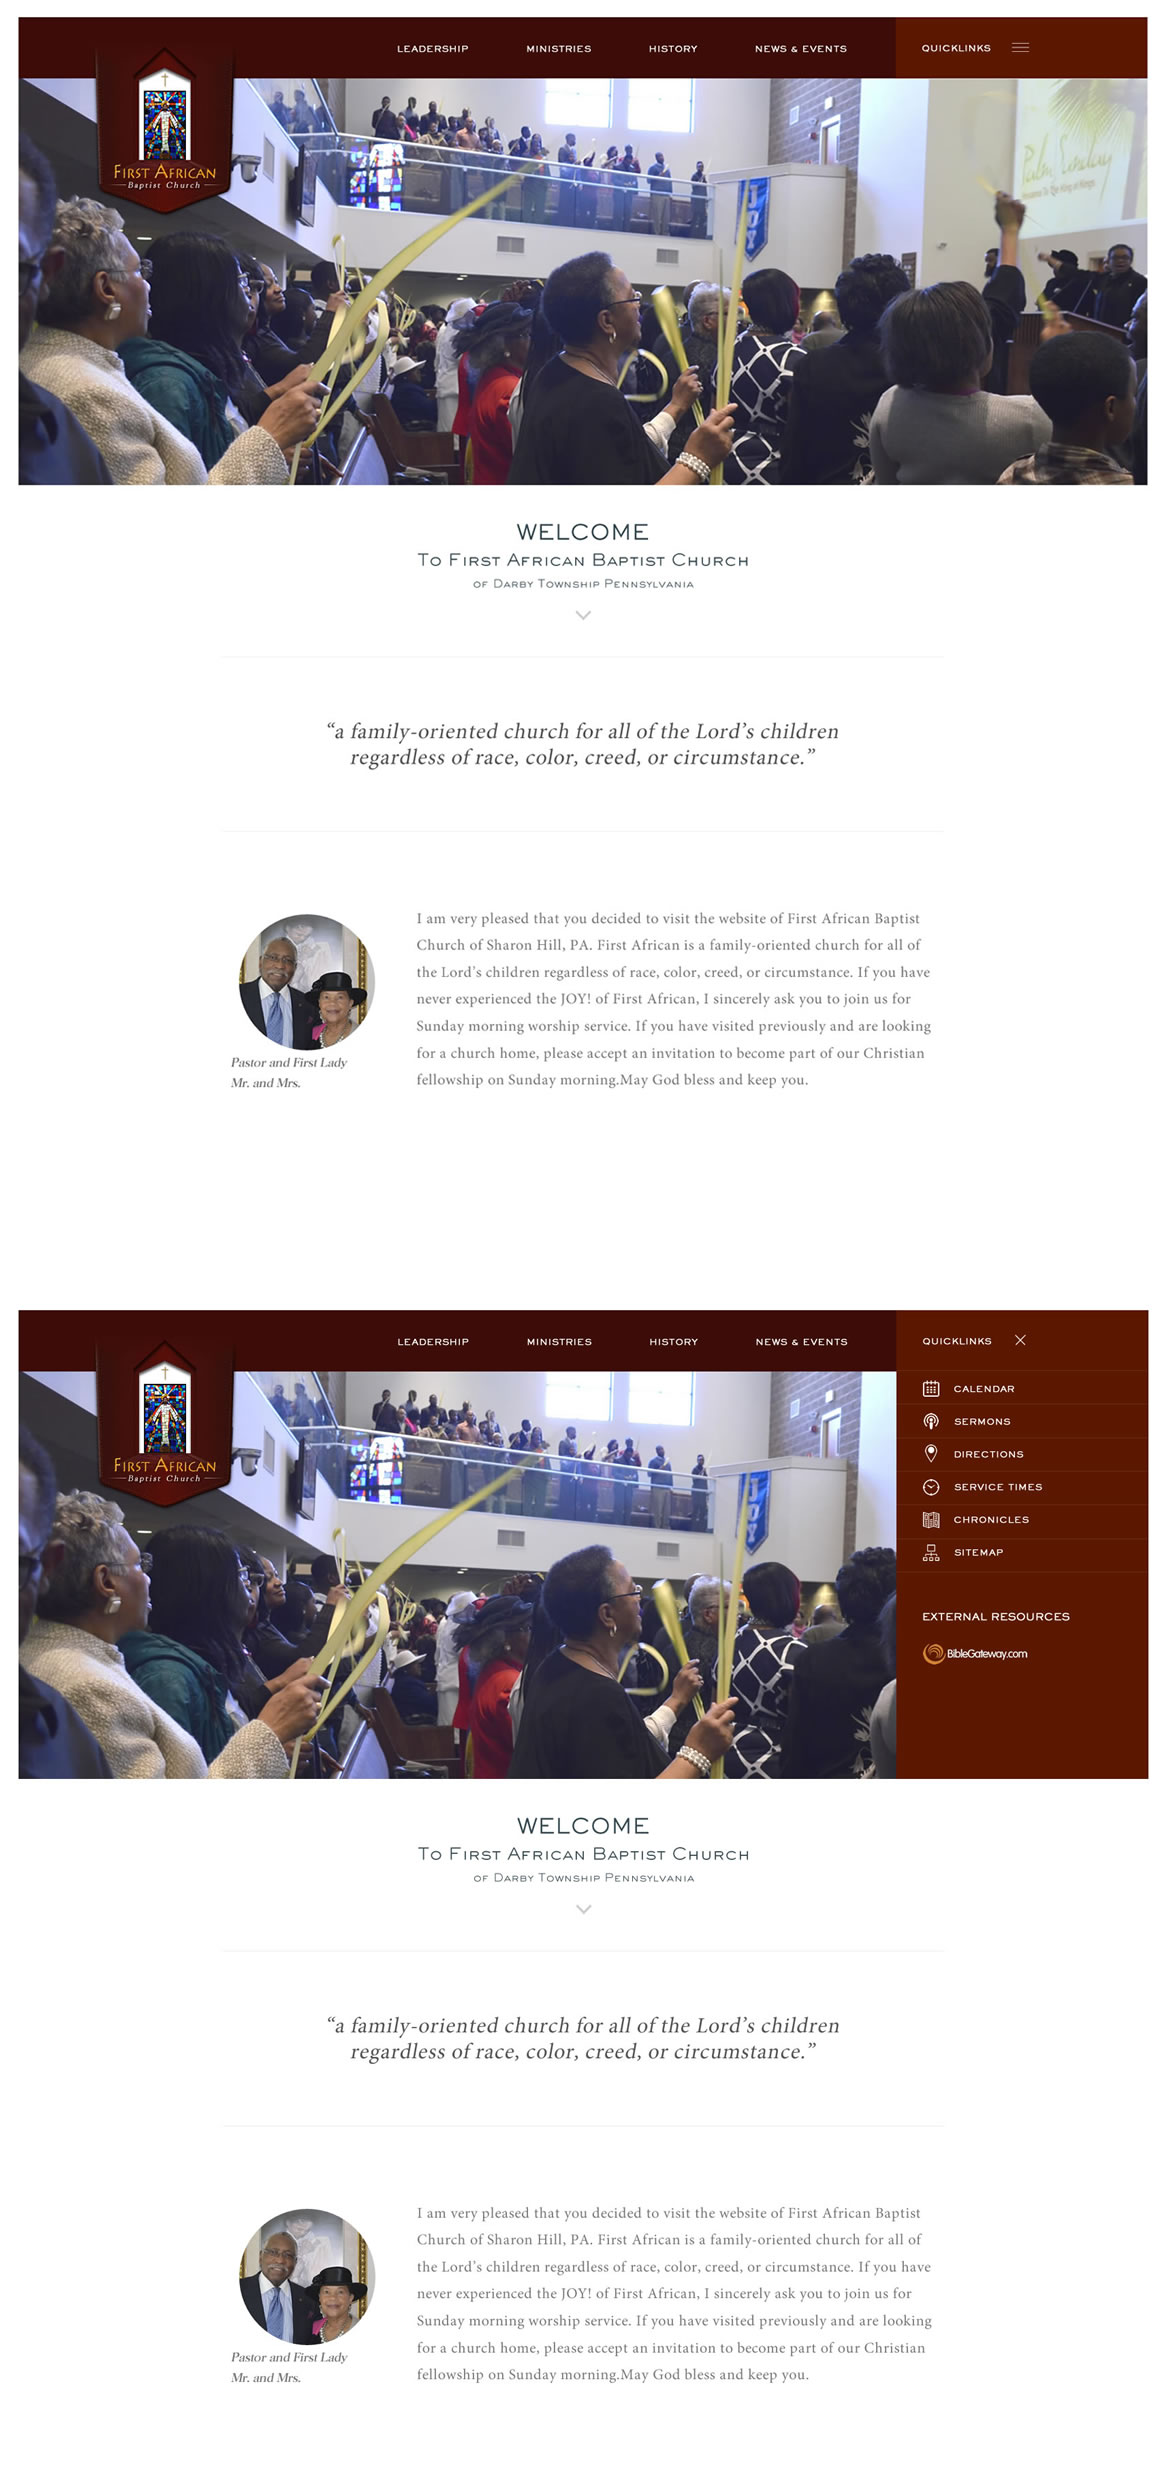 LEADERSHIP MINISTRIES HISTORY NEWS & EVENTS QUICKLINKS
FIRST AFRICAN
Baptist Church
JOY
Palm Sunday
WELCOME
To First African Baptist Church
of Darby Township Pennsylvania
“a family-oriented church for all of the Lord’s children
regardless of race, color, creed, or circumstance.”
I am very pleased that you decided to visit the website of First African Baptist
Church of Sharon Hill, PA. First African is a family-oriented church for all of
the Lord’s children regardless of race, color, creed, or circumstance. If you have
never experienced the JOY! of First African, I sincerely ask you to join us for
Sunday morning worship service. If you have visited previously and are looking
for a church home, please accept an invitation to become part of our Christian
fellowship on Sunday morning.May God bless and keep you.
Pastor and First Lady
Mr. and Mrs.
LEADERSHIP MINISTRIES HISTORY NEWS & EVENTS QUICKLINKS
FIRST AFRICAN
Baptist Church
JOY
CALENDAR
SERMONS
DIRECTIONS
SERVICE TIMES
CHRONICLES
SITEMAP
EXTERNAL RESOURCES
BibleGateway.com
WELCOME
To First African Baptist Church
of Darby Township Pennsylvania
“a family-oriented church for all of the Lord’s children
regardless of race, color, creed, or circumstance.”
I am very pleased that you decided to visit the website of First African Baptist
Church of Sharon Hill, PA. First African is a family-oriented church for all of
the Lord’s children regardless of race, color, creed, or circumstance. If you have
never experienced the JOY! of First African, I sincerely ask you to join us for
Sunday morning worship service. If you have visited previously and are looking
for a church home, please accept an invitation to become part of our Christian
fellowship on Sunday morning.May God bless and keep you.
Pastor and First Lady
Mr. and Mrs.